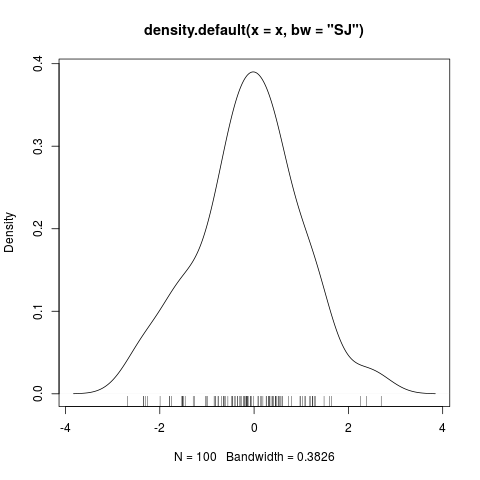 density.default(x = x, bw = "SJ")
Density
0.4
0.3
0.2
0.1
0.0
-4 -2 0 2 4
N = 100 Bandwidth = 0.3826